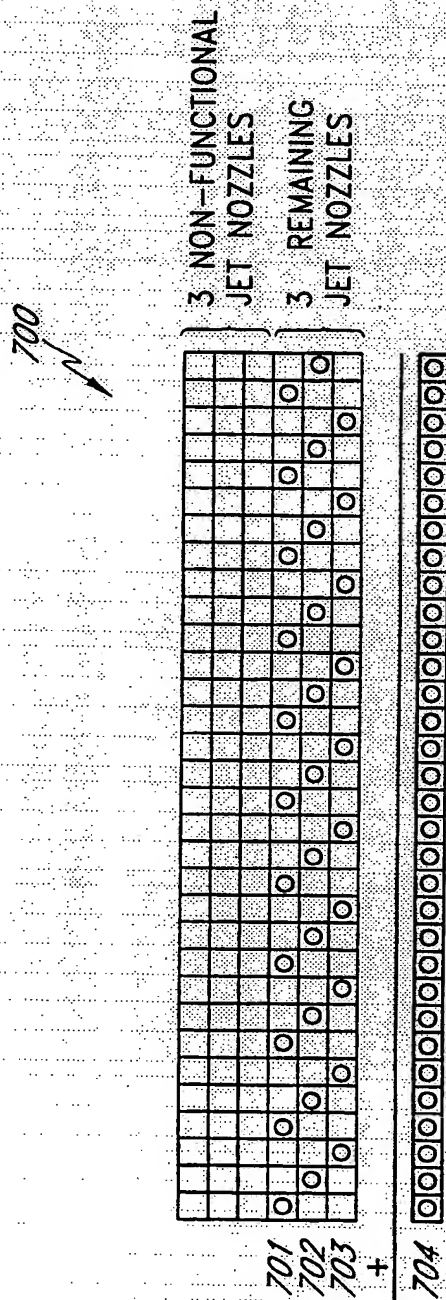 700
3 NON-FUNCTIONAL
JET NOZZLES
3 REMAINING
JET NOZZLES
701
702
703
+
704